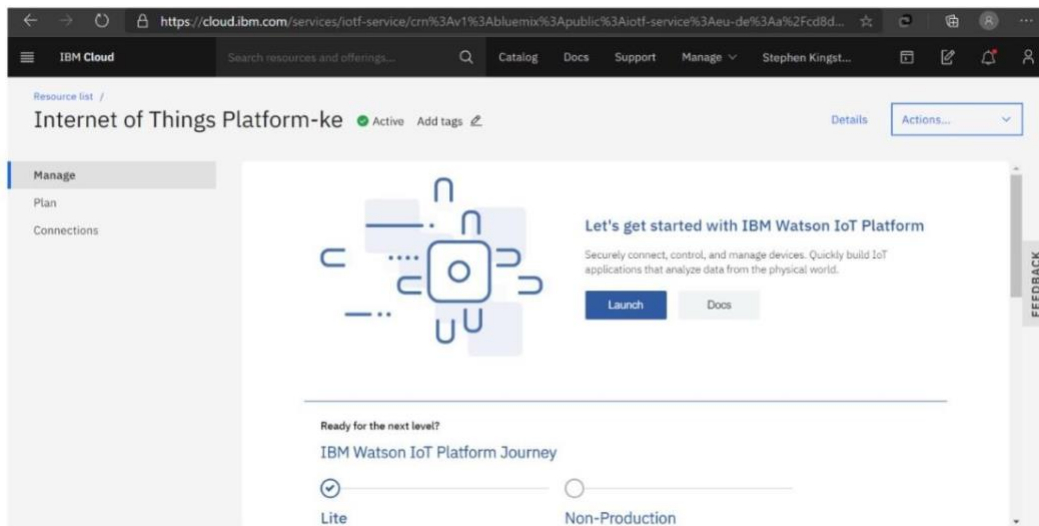 https://cloud.ibm.com/services/iotf-service/crn%3Av1%3Abluemix%3Apublic%3Aiotf-service%3Aeu-de%3Aa%2Fcd8d...
IBM Cloud
Search resources and offerings...
Catalog
Docs
Support
Manage
Stephen Kingst...
Resource list /
Internet of Things Platform-ke
Active
Add tags
Details
Actions...
Manage
Plan
Connections
Let's get started with IBM Watson IoT Platform
Securely connect, control, and manage devices. Quickly build IoT
applications that analyze data from the physical world.
Launch
Docs
FEEDBACK
Ready for the next level?
IBM Watson IoT Platform Journey
Lite
Non-Production